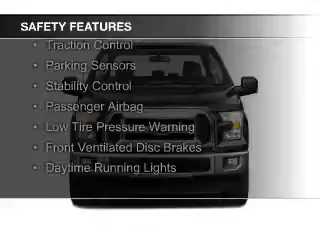 SAFETY FEATURES
• Traction Control
• Parking Sensors
• Stability Control
• Passenger Airbag
• Low Tire Pressure Warning
• Front Ventilated Disc Brakes
• Daytime Running Lights